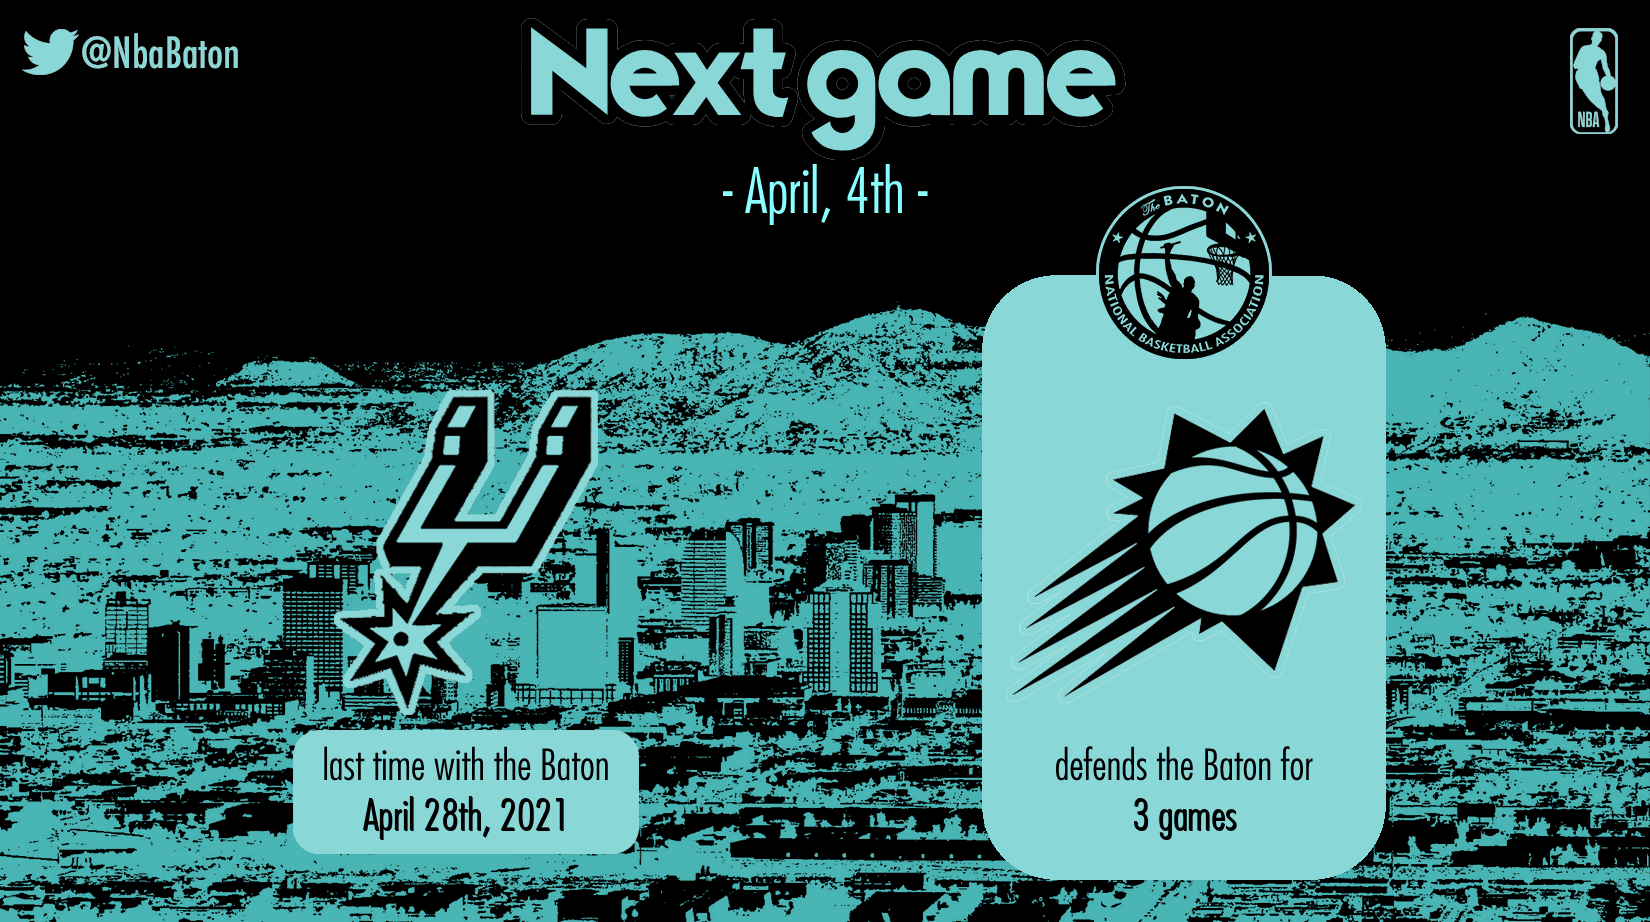 @NbaBaton
Next game
NBA
- April, 4th -
The BATON
NATIONAL BASKETBALL ASSOCIATION
last time with the Baton
April 28th, 2021
defends the Baton for
3 games